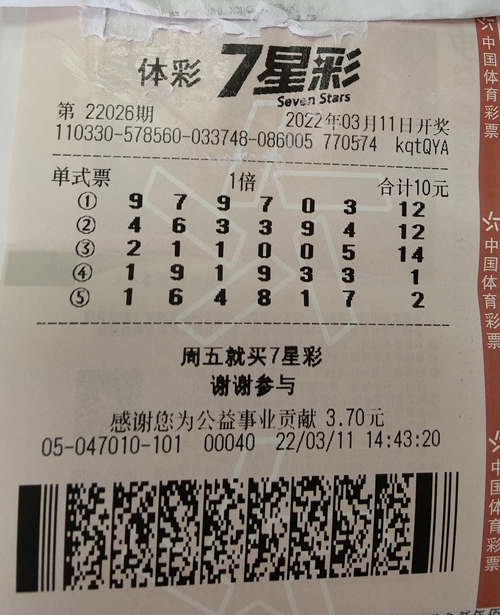 体彩 7星彩
Seven Stars
第 22026期 2022年03月11日开奖
110330-578560-033748-086005 770574 kqtQYA
单式票 1倍 合计10元
① 9 7 9 7 0 3 12
② 4 6 3 3 9 4 12
③ 2 1 1 0 0 5 14
④ 1 9 1 9 3 3 1
⑤ 1 6 4 8 1 7 2
周五就买7星彩
谢谢参与
感谢您为公益事业贡献 3.70元
05-047010-101 00040 22/03/11 14:43:20
中国体育彩票
中国体育彩票
中国体育彩票